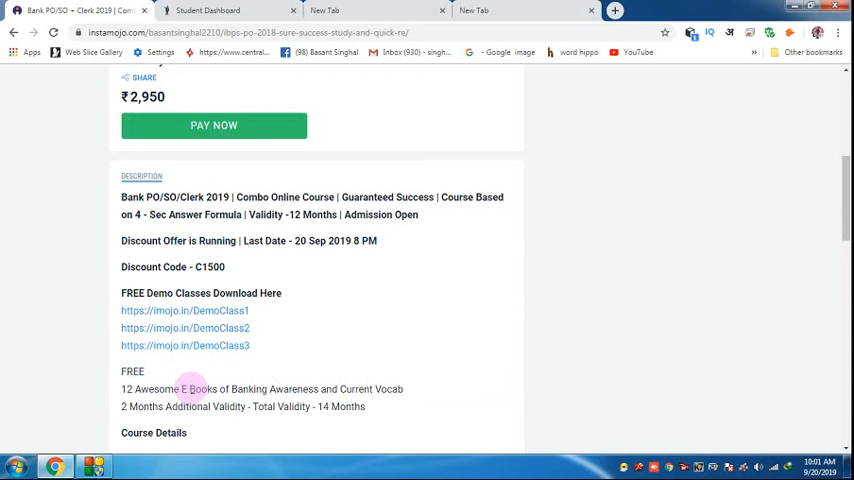 Bank PO/SO + Clerk 2019 | Comb
Student Dashboard
New Tab
New Tab
instamojo.com/basantsinghal2210/ibps-po-2018-sure-success-study-and-quick-re/
Apps
Web Slice Gallery
Settings
https://www.central...
(98) Basant Singhal
Inbox (930) - singh...
- Google image
word hippo
YouTube
Other bookmarks
SHARE
₹2,950
PAY NOW
DESCRIPTION
Bank PO/SO/Clerk 2019 | Combo Online Course | Guaranteed Success | Course Based
on 4 - Sec Answer Formula | Validity -12 Months | Admission Open
Discount Offer is Running | Last Date - 20 Sep 2019 8 PM
Discount Code - C1500
FREE Demo Classes Download Here
https://imojo.in/DemoClass1
https://imojo.in/DemoClass2
https://imojo.in/DemoClass3
FREE
12 Awesome E Books of Banking Awareness and Current Vocab
2 Months Additional Validity - Total Validity - 14 Months
Course Details
10:01 AM
9/20/2019